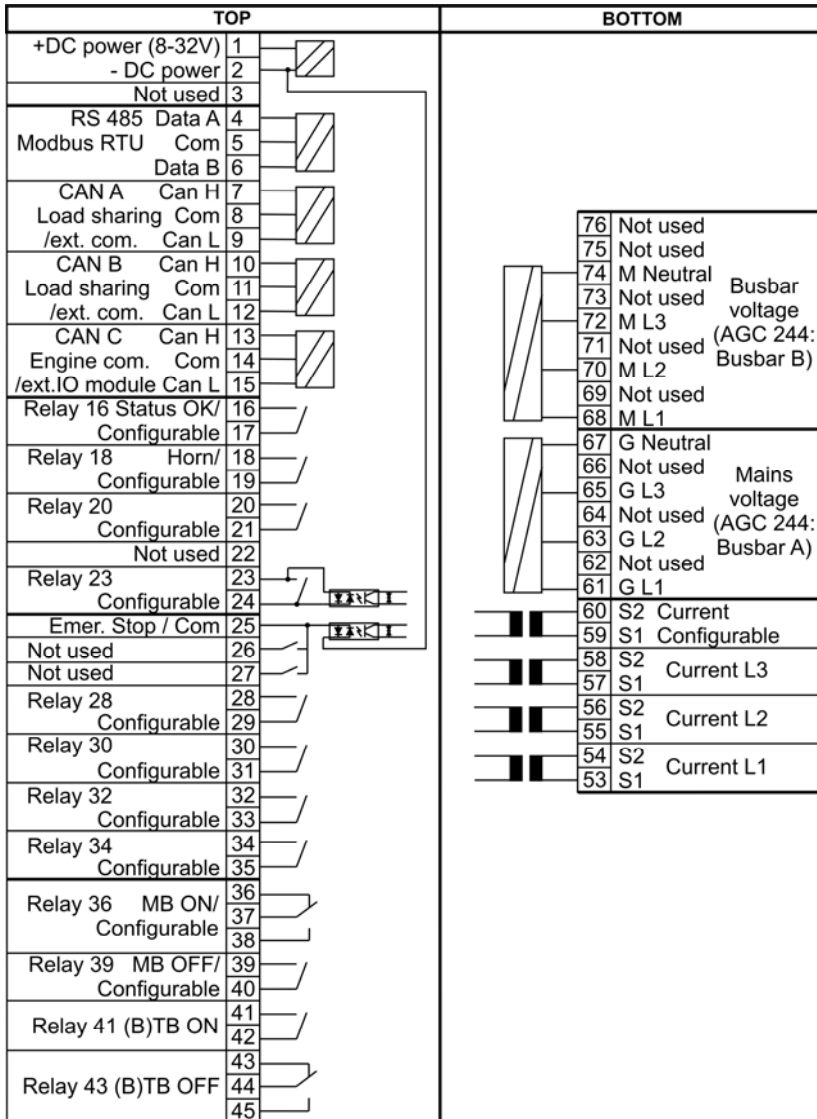 TOP
+DC power (8-32V) 1
- DC power 2
Not used 3
RS 485 Data A 4
Modbus RTU Com 5
Data B 6
CAN A Can H 7
Load sharing Com 8
/ext. com. Can L 9
CAN B Can H 10
Load sharing Com 11
/ext. com. Can L 12
CAN C Can H 13
Engine com. Com 14
/ext.IO module Can L 15
Relay 16 Status OK/ 16
Configurable 17
Relay 18 Horn/ 18
Configurable 19
Relay 20 20
Configurable 21
Not used 22
Relay 23 23
Configurable 24
Emer. Stop / Com 25
Not used 26
Not used 27
Relay 28 28
Configurable 29
Relay 30 30
Configurable 31
Relay 32 32
Configurable 33
Relay 34 34
Configurable 35
36
Relay 36 MB ON/ 37
Configurable
38
Relay 39 MB OFF/ 39
Configurable 40
Relay 41 (B)TB ON 41
42
43
Relay 43 (B)TB OFF 44
45
BOTTOM
76 Not used
75 Not used
74 M Neutral
73 Not used
72 M L3
71 Not used
70 M L2
69 Not used
68 M L1
Busbar
voltage
(AGC 244:
Busbar B)
67 G Neutral
66 Not used
65 G L3
64 Not used
63 G L2
62 Not used
61 G L1
Mains
voltage
(AGC 244:
Busbar A)
60 S2 Current
59 S1 Configurable
58 S2
57 S1
Current L3
56 S2
55 S1
Current L2
54 S2
53 S1
Current L1